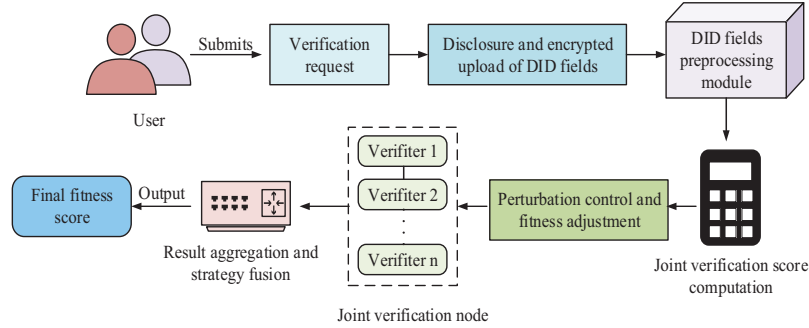 Submits
Verification
request
Disclosure and encrypted
upload of DID fields
DID fields
preprocessing
module
User
Verifiter 1
Verifiter 2
Verifiter n
Joint verification node
Final fitness
score
Output
Result aggregation and
strategy fusion
Perturbation control and
fitness adjustment
Joint verification score
computation